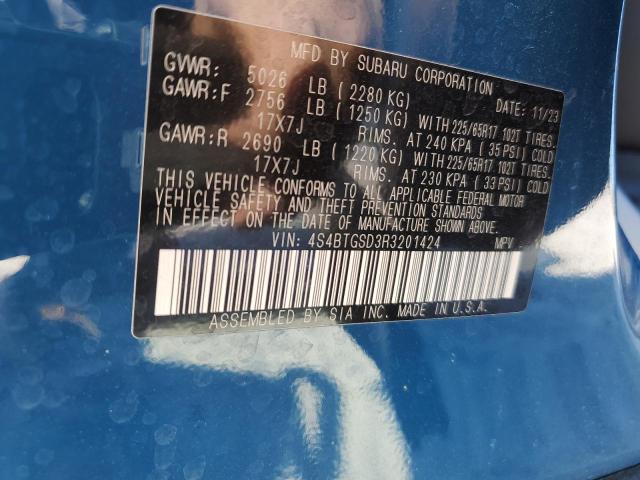 MFD BY SUBARU CORPORATION
GVWR: 5026 LB (2280 KG) DATE: 11/23
GAWR:F 2756 LB (1250 KG) WITH 225/65R17 102T TIRES.
17X7J RIMS. AT 240 KPA (35 PSI) COLD
GAWR:R 2690 LB (1220 KG) WITH 225/65R17 102T TIRES.
17X7J RIMS. AT 230 KPA (33 PSI) COLD
THIS VEHICLE CONFORMS TO ALL APPLICABLE FEDERAL MOTOR
VEHICLE SAFETY AND THEFT PREVENTION STANDARDS
IN EFFECT ON THE DATE OF MANUFACTURE SHOWN ABOVE.
VIN: 4S4BTGSD3R3201424 MPV
ASSEMBLED BY SIA INC. MADE IN U.S.A.